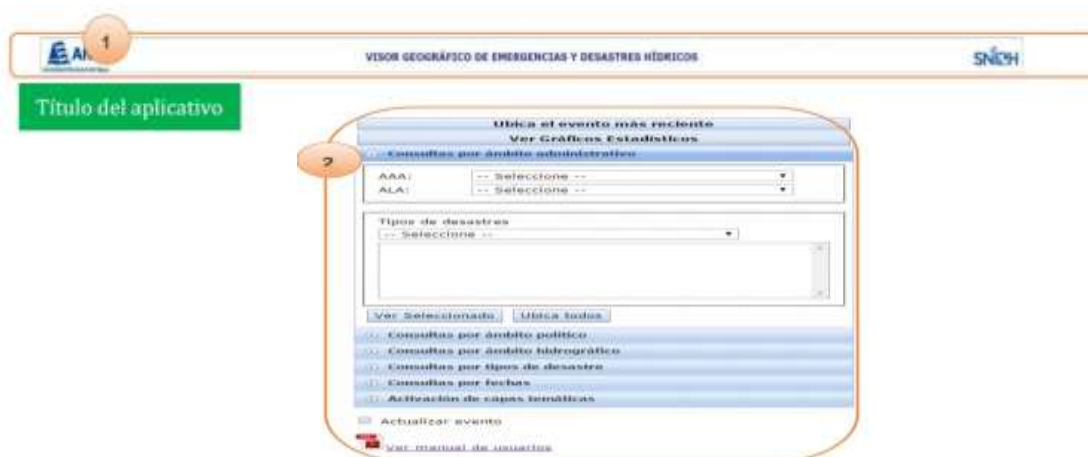 1
VISOR GEOGRÁFICO DE EMERGENCIAS Y DESASTRES HÍDRICOS
Título del aplicativo
2
Ubica el evento más reciente
Ver Gráficos Estadísticos
Consultas por ámbito administrativo
AAA: -- Seleccione --
ALA: -- Seleccione --
Tipos de desastres
-- Seleccione --
Ver Seleccionado Ubica todos
Consultas por ámbito político
Consultas por ámbito hidrográfico
Consultas por tipos de desastre
Consultas por fechas
Activación de capas temáticas
Actualizar evento
Ver manual de usuarios